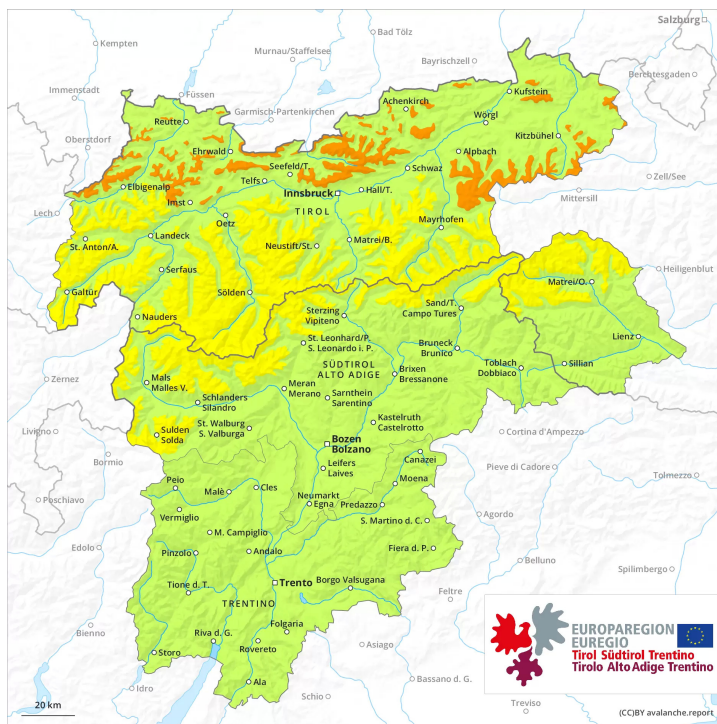 Salzburg
Kempten
Bad Tölz
Murnau/Staffelsee
Bayrischzell
Berchtesgaden
Immenstadt
Füssen
Garmisch-Partenkirchen
Achenkirch
Kufstein
Reutte
Wörgl
Oberstdorf
Ehrwald
Kitzbühel
Seefeld/T.
Alpbach
Telfs
Schwaz
Zell/See
Elbigenalp
Innsbruck
Hall/T.
Mittersill
Lech
Imst
TIROL
Oetz
Mayrhofen
St. Anton/A.
Landeck
Neustift/St.
Matrei/B.
Serfaus
Heiligenblut
Galtür
Sölden
Matrei/O.
Nauders
Sterzing
Vipiteno
Sand/T.
Campo Tures
Lienz
St. Leonhard/P.
S. Leonardo i. P.
Bruneck
Brunico
Toblach
Dobbiaco
Sillian
SÜDTIROL
ALTO ADIGE
Brixen
Bressanone
Zernez
Mals
Malles V.
Meran
Merano
Schlanders
Silandro
Sarnthein
Sarentino
Kastelruth
Castelrotto
St. Walburg
S. Valburga
Livigno
Sulden
Solda
Bozen
Bolzano
Cortina d'Ampezzo
Bormio
Leifers
Laives
Canazei
Pieve di Cadore
Tolmezzo
Poschiavo
Peio
Malè
Cles
Neumarkt
Egna
Moena
Predazzo
Vermiglio
Agordo
S. Martino d. C.
M. Campiglio
Edolo
Pinzolo
Andalo
Fiera d. P.
Belluno
Spilimbergo
Tione d. T.
Trento
Borgo Valsugana
Feltre
TRENTINO
Folgaria
Bienno
Riva d. G.
Rovereto
Asiago
Storo
Bassano d. G.
Idro
Ala
Schio
Treviso
EUROPAREGION
EUREGIO
Tirol Südtirol Trentino
Tirolo Alto Adige Trentino
20 km
(CC)BY avalanche.report